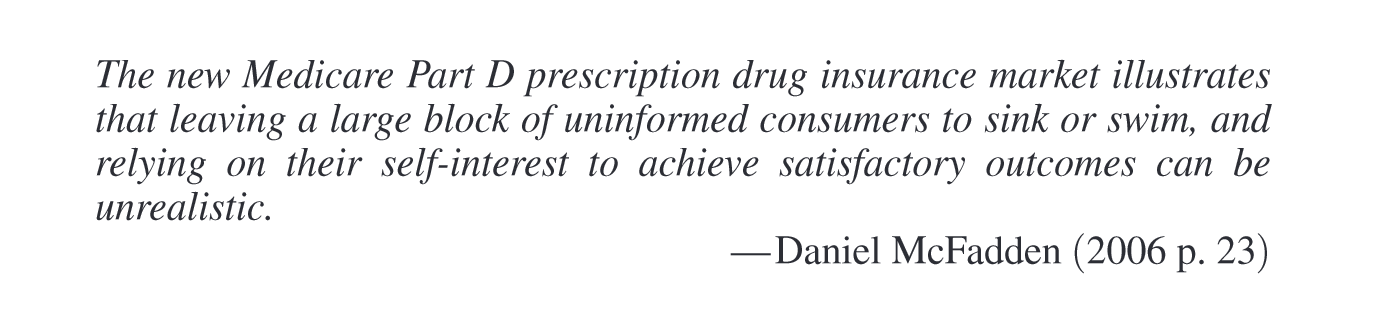 The new Medicare Part D prescription drug insurance market illustrates
that leaving a large block of uninformed consumers to sink or swim, and
relying on their self-interest to achieve satisfactory outcomes can be
unrealistic.
—Daniel McFadden (2006 p. 23)